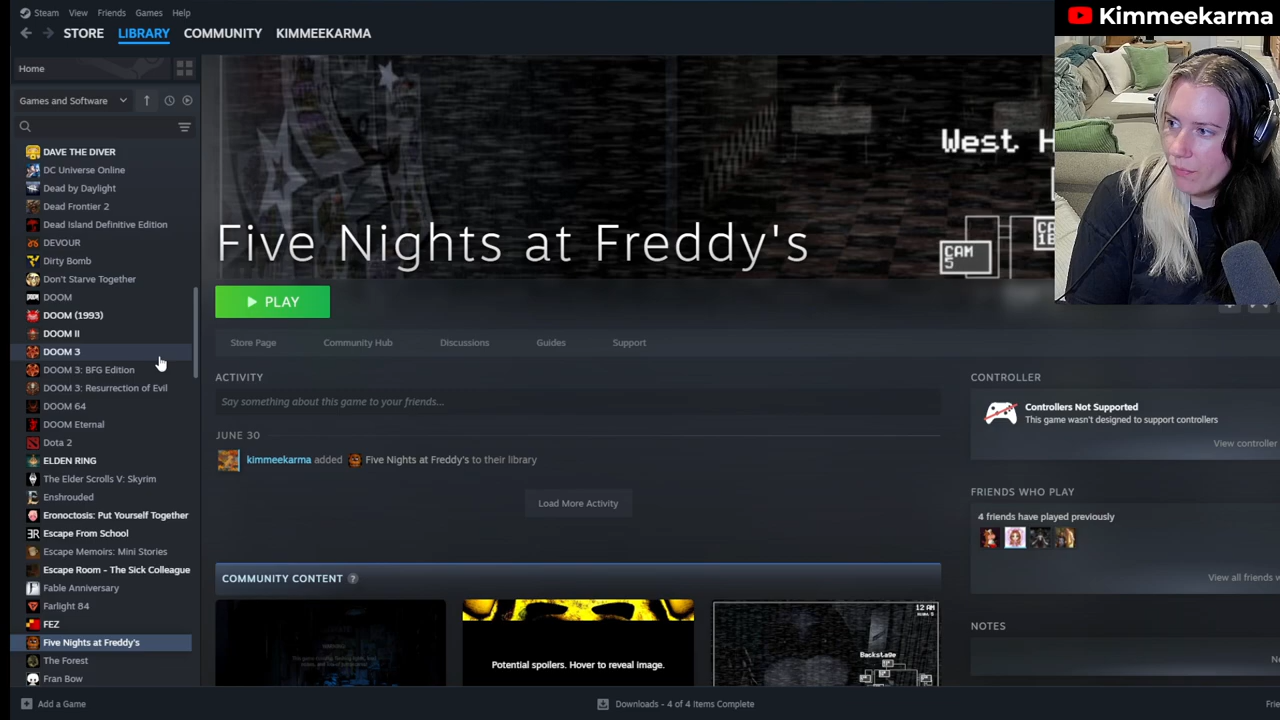 Steam View Friends Games Help
Kimmeekarma
STORE LIBRARY COMMUNITY KIMMEEKARMA
Home
Games and Software
DAVE THE DIVER
DC Universe Online
Dead by Daylight
Dead Frontier 2
Dead Island Definitive Edition
DEVOUR
Dirty Bomb
Don't Starve Together
DOOM
DOOM (1993)
DOOM II
DOOM 3
DOOM 3: BFG Edition
DOOM 3: Resurrection of Evil
DOOM 64
DOOM Eternal
Dota 2
ELDEN RING
The Elder Scrolls V: Skyrim
Enshrouded
Eronoctosis: Put Yourself Together
Escape From School
Escape Memoirs: Mini Stories
Escape Room - The Sick Colleague
Fable Anniversary
Farlight 84
FEZ
Five Nights at Freddy's
The Forest
Fran Bow
West H
CAM 5
CA 1B
Five Nights at Freddy's
PLAY
Store Page Community Hub Discussions Guides Support
ACTIVITY
Say something about this game to your friends...
JUNE 30
kimmeekarma added Five Nights at Freddy's to their library
Load More Activity
COMMUNITY CONTENT ?
Potential spoilers. Hover to reveal image.
12 AM
Backstage
CONTROLLER
Controllers Not Supported
This game wasn't designed to support controllers
View controller
FRIENDS WHO PLAY
4 friends have played previously
View all friends w
NOTES
Add a Game
Downloads - 4 of 4 Items Complete
Frie